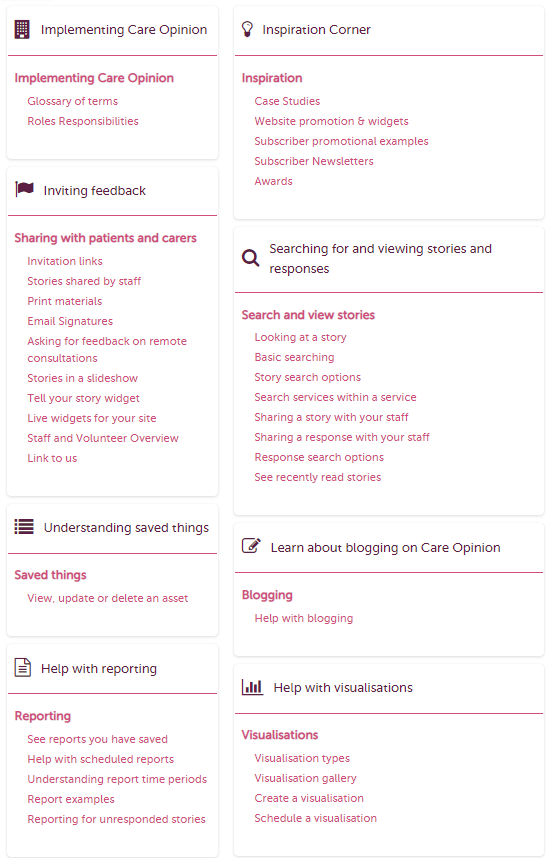 Implementing Care Opinion
Implementing Care Opinion
Glossary of terms
Roles Responsibilities
Inviting feedback
Sharing with patients and carers
Invitation links
Stories shared by staff
Print materials
Email Signatures
Asking for feedback on remote
consultations
Stories in a slideshow
Tell your story widget
Live widgets for your site
Staff and Volunteer Overview
Link to us
Understanding saved things
Saved things
View, update or delete an asset
Help with reporting
Reporting
See reports you have saved
Help with scheduled reports
Understanding report time periods
Report examples
Reporting for unresponded stories
Inspiration Corner
Inspiration
Case Studies
Website promotion & widgets
Subscriber promotional examples
Subscriber Newsletters
Awards
Searching for and viewing stories and
responses
Search and view stories
Looking at a story
Basic searching
Story search options
Search services within a service
Sharing a story with your staff
Sharing a response with your staff
Response search options
See recently read stories
Learn about blogging on Care Opinion
Blogging
Help with blogging
Help with visualisations
Visualisations
Visualisation types
Visualisation gallery
Create a visualisation
Schedule a visualisation